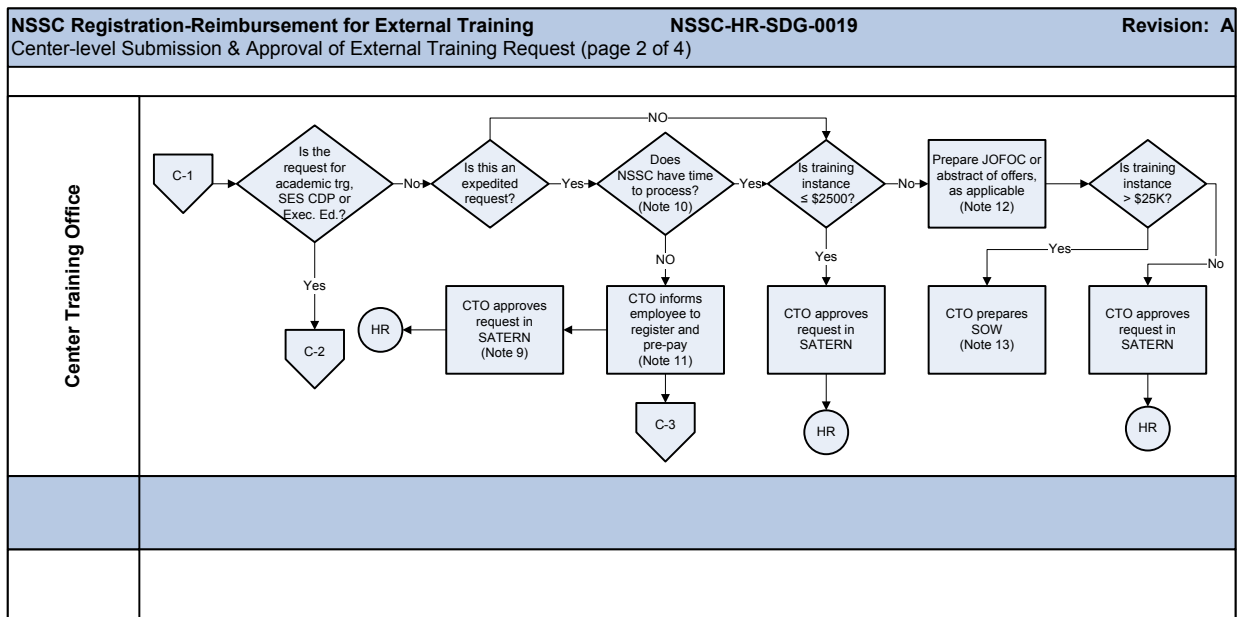 NSSC Registration-Reimbursement for External Training NSSC-HR-SDG-0019 Revision: A
Center-level Submission & Approval of External Training Request (page 2 of 4)
Center Training Office
C-1
Is the
request for
academic trg,
SES CDP or
Exec. Ed.?
No
Yes
C-2
Is this an
expedited
request?
NO
Yes
Does
NSSC have time
to process?
(Note 10)
Yes
NO
CTO informs
employee to
register and
pre-pay
(Note 11)
C-3
CTO approves
request in
SATERN
(Note 9)
HR
Is training
instance
≤ $2500?
Yes
CTO approves
request in
SATERN
HR
No
Prepare JOFOC or
abstract of offers,
as applicable
(Note 12)
Is training
instance
> $25K?
Yes
CTO prepares
SOW
(Note 13)
No
CTO approves
request in
SATERN
HR